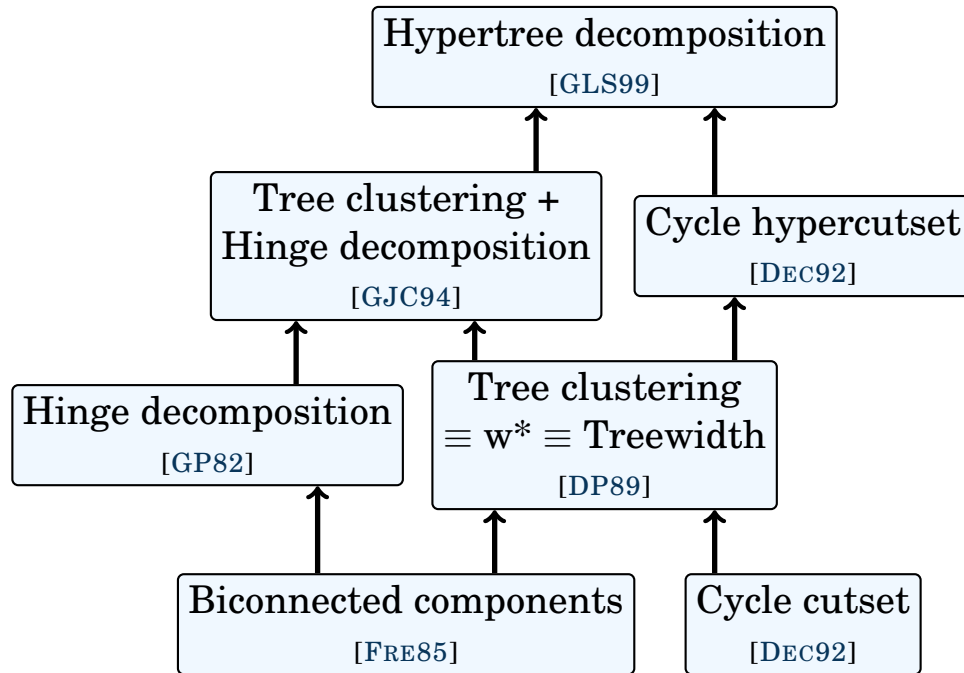 Hypertree decomposition
[GLS99]
Tree clustering +
Hinge decomposition
[GJC94]
Cycle hypercutset
[DEC92]
Hinge decomposition
[GP82]
Tree clustering
≡ w* ≡ Treewidth
[DP89]
Biconnected components
[FRE85]
Cycle cutset
[DEC92]